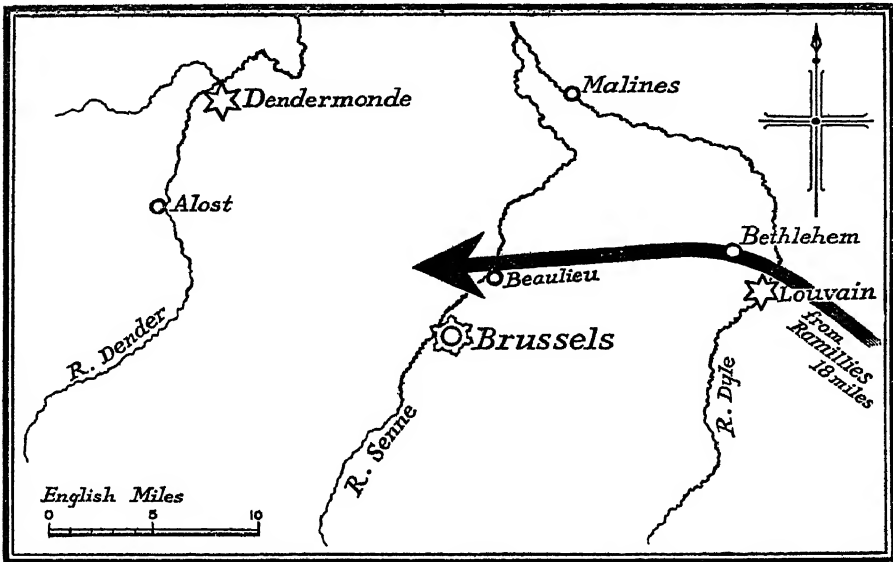 Dendermonde
Malines
Alost
Bethlehem
Beaulieu
Louvain
from
Ramillies
18 miles
Brussels
R. Dender
R. Dyle
R. Senne
English Miles
0 5 10